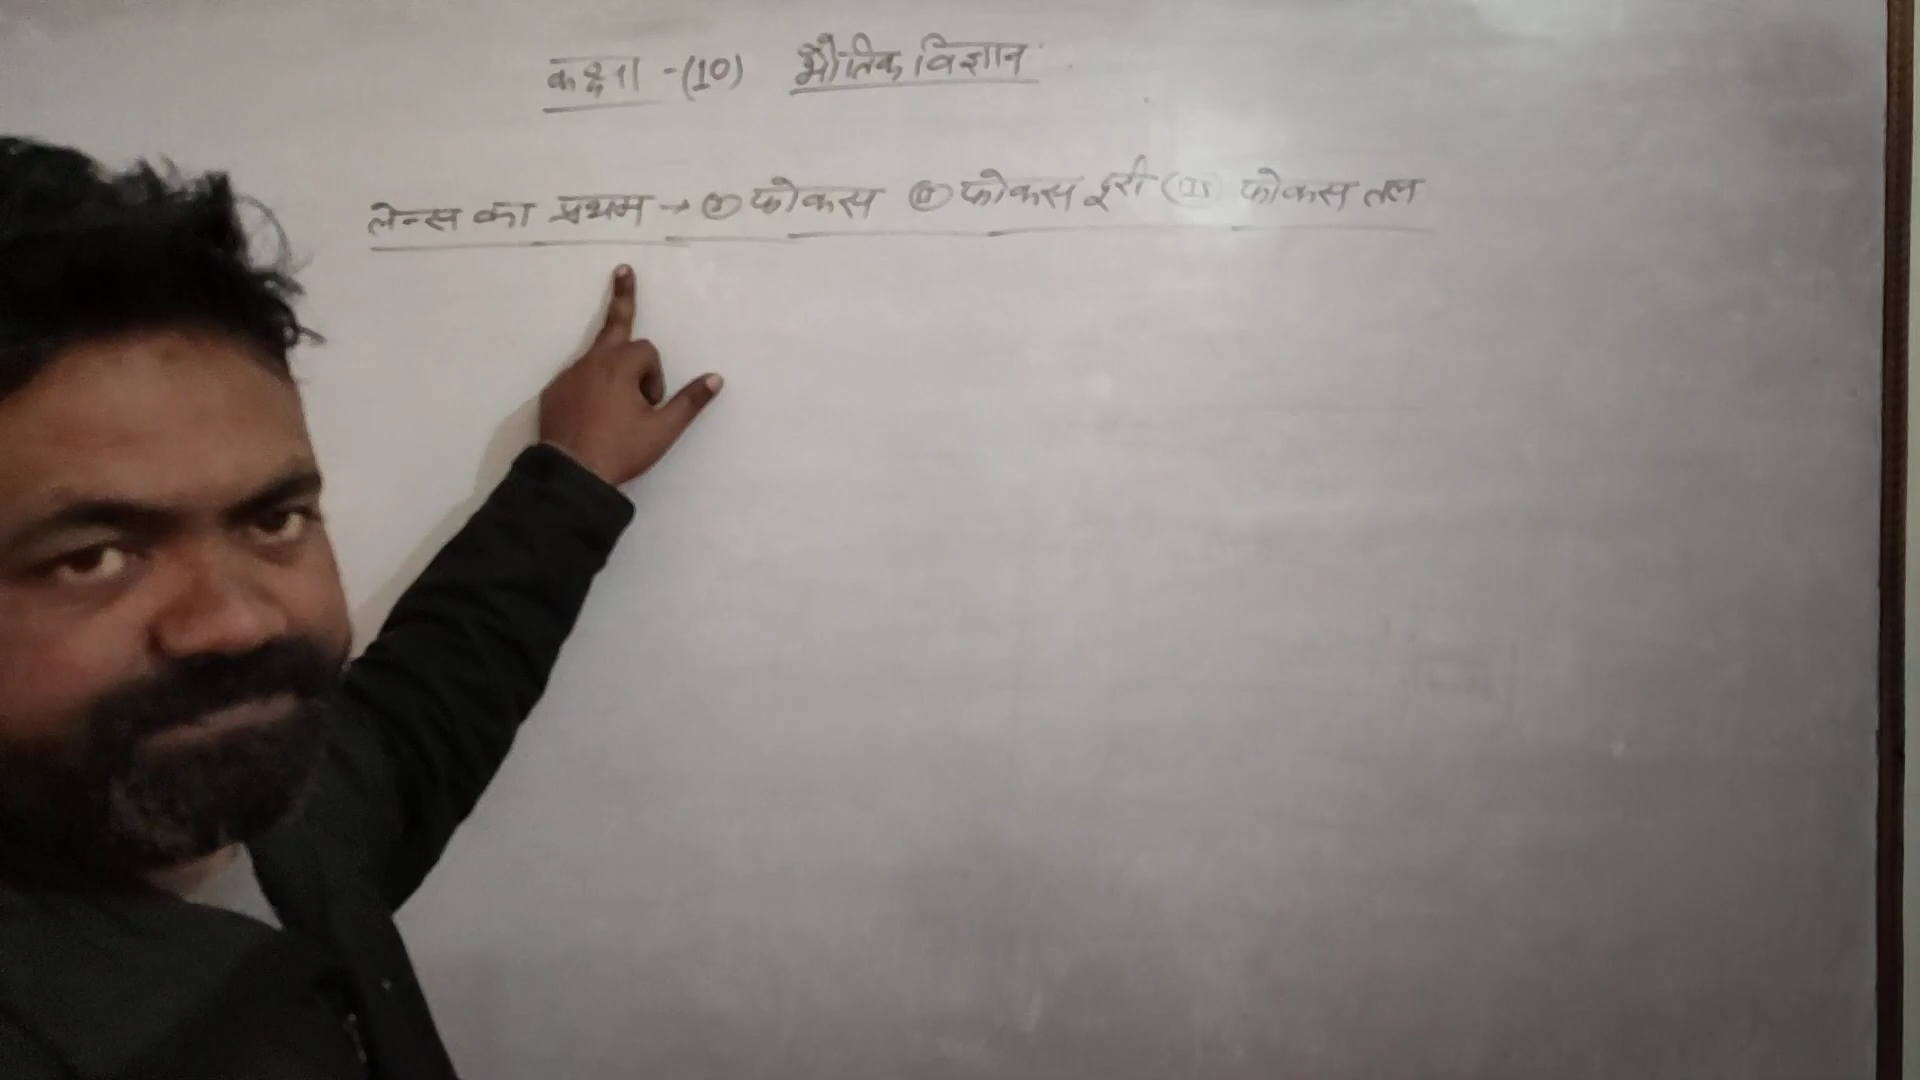 कक्षा -(10) भौतिक विज्ञान
लेन्स का प्रथम → (I) फोकस (II) फोकस दूरी (III) फोकस तल